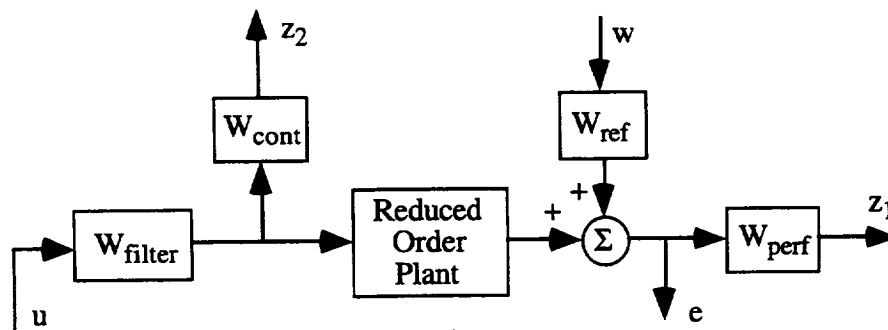 z2
w
Wcont
Wref
+
+
Wfilter
Reduced
Order
Plant
Σ
Wperf
z1
u
e